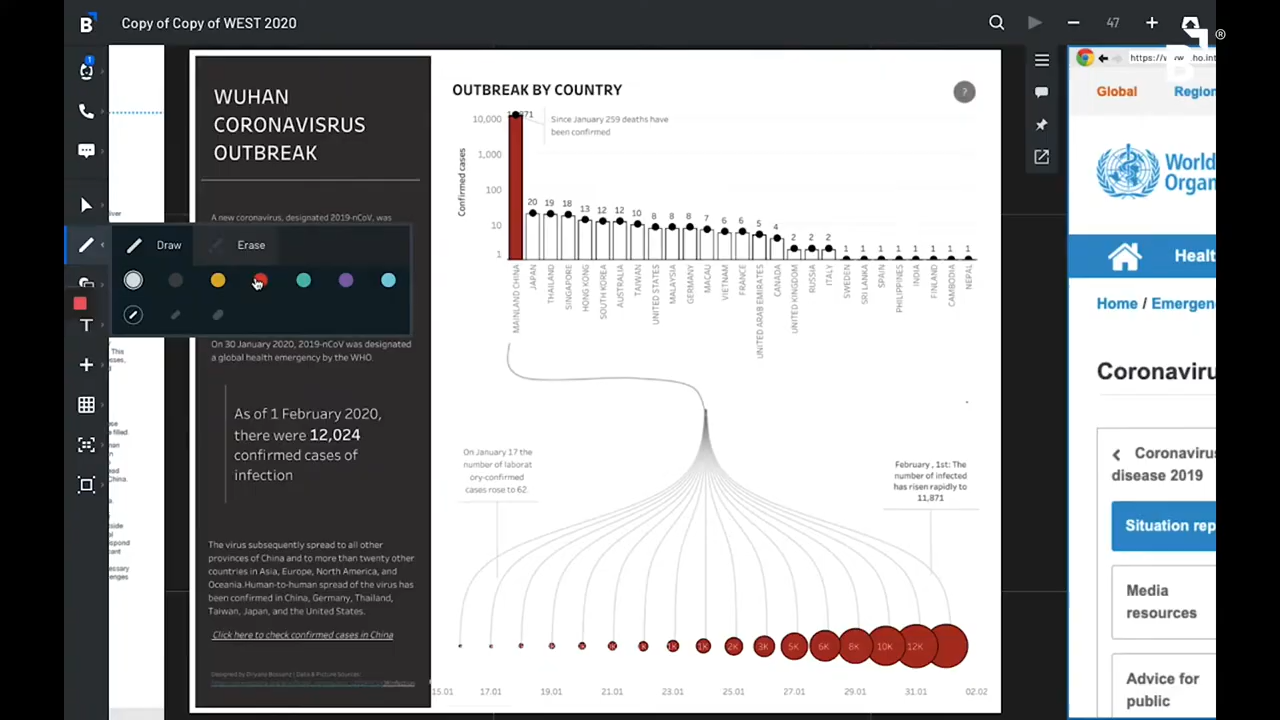 Copy of Copy of WEST 2020
47
®
https://w
ho.int
Global
Region
World
Organ
Healt
Home / Emergen
Coronaviru
Coronavirus
disease 2019
Situation rep
Media
resources
Advice for
public
WUHAN
CORONAVISRUS
OUTBREAK
A new coronavirus, designated 2019-nCoV, was
Draw
Erase
On 30 January 2020, 2019-nCoV was designated
a global health emergency by the WHO.
As of 1 February 2020,
there were 12,024
confirmed cases of
infection
The virus subsequently spread to all other
provinces of China and to more than twenty other
countries in Asia, Europe, North America, and
Oceania.Human-to-human spread of the virus has
been confirmed in China, Germany, Thailand,
Taiwan, Japan, and the United States.
Click here to check confirmed cases in China
OUTBREAK BY COUNTRY
?
Since January 259 deaths have
been confirmed
Confirmed cases
10,000
1,000
100
10
1
20 19 18 13 12 12 10 8 8 8 7 6 6 5 4 2 2 2 1 1 1 1 1 1 1 1
MAINLAND CHINA
JAPAN
THAILAND
SINGAPORE
HONG KONG
SOUTH KOREA
AUSTRALIA
TAIWAN
UNITED STATES
MALAYSIA
GERMANY
MACAU
VIETNAM
FRANCE
UNITED ARAB EMIRATES
CANADA
UNITED KINGDOM
RUSSIA
ITALY
SWEDEN
SRI LANKA
SPAIN
PHILIPPINES
INDIA
FINLAND
CAMBODIA
NEPAL
On January 17 the
number of laborat
ory-confirmed
cases rose to 62.
February , 1st: The
number of infected
has risen rapidly to
11,871
1K 2K 3K 5K 6K 8K 10K 12K
15.01 17.01 19.01 21.01 23.01 25.01 27.01 29.01 31.01 02.02